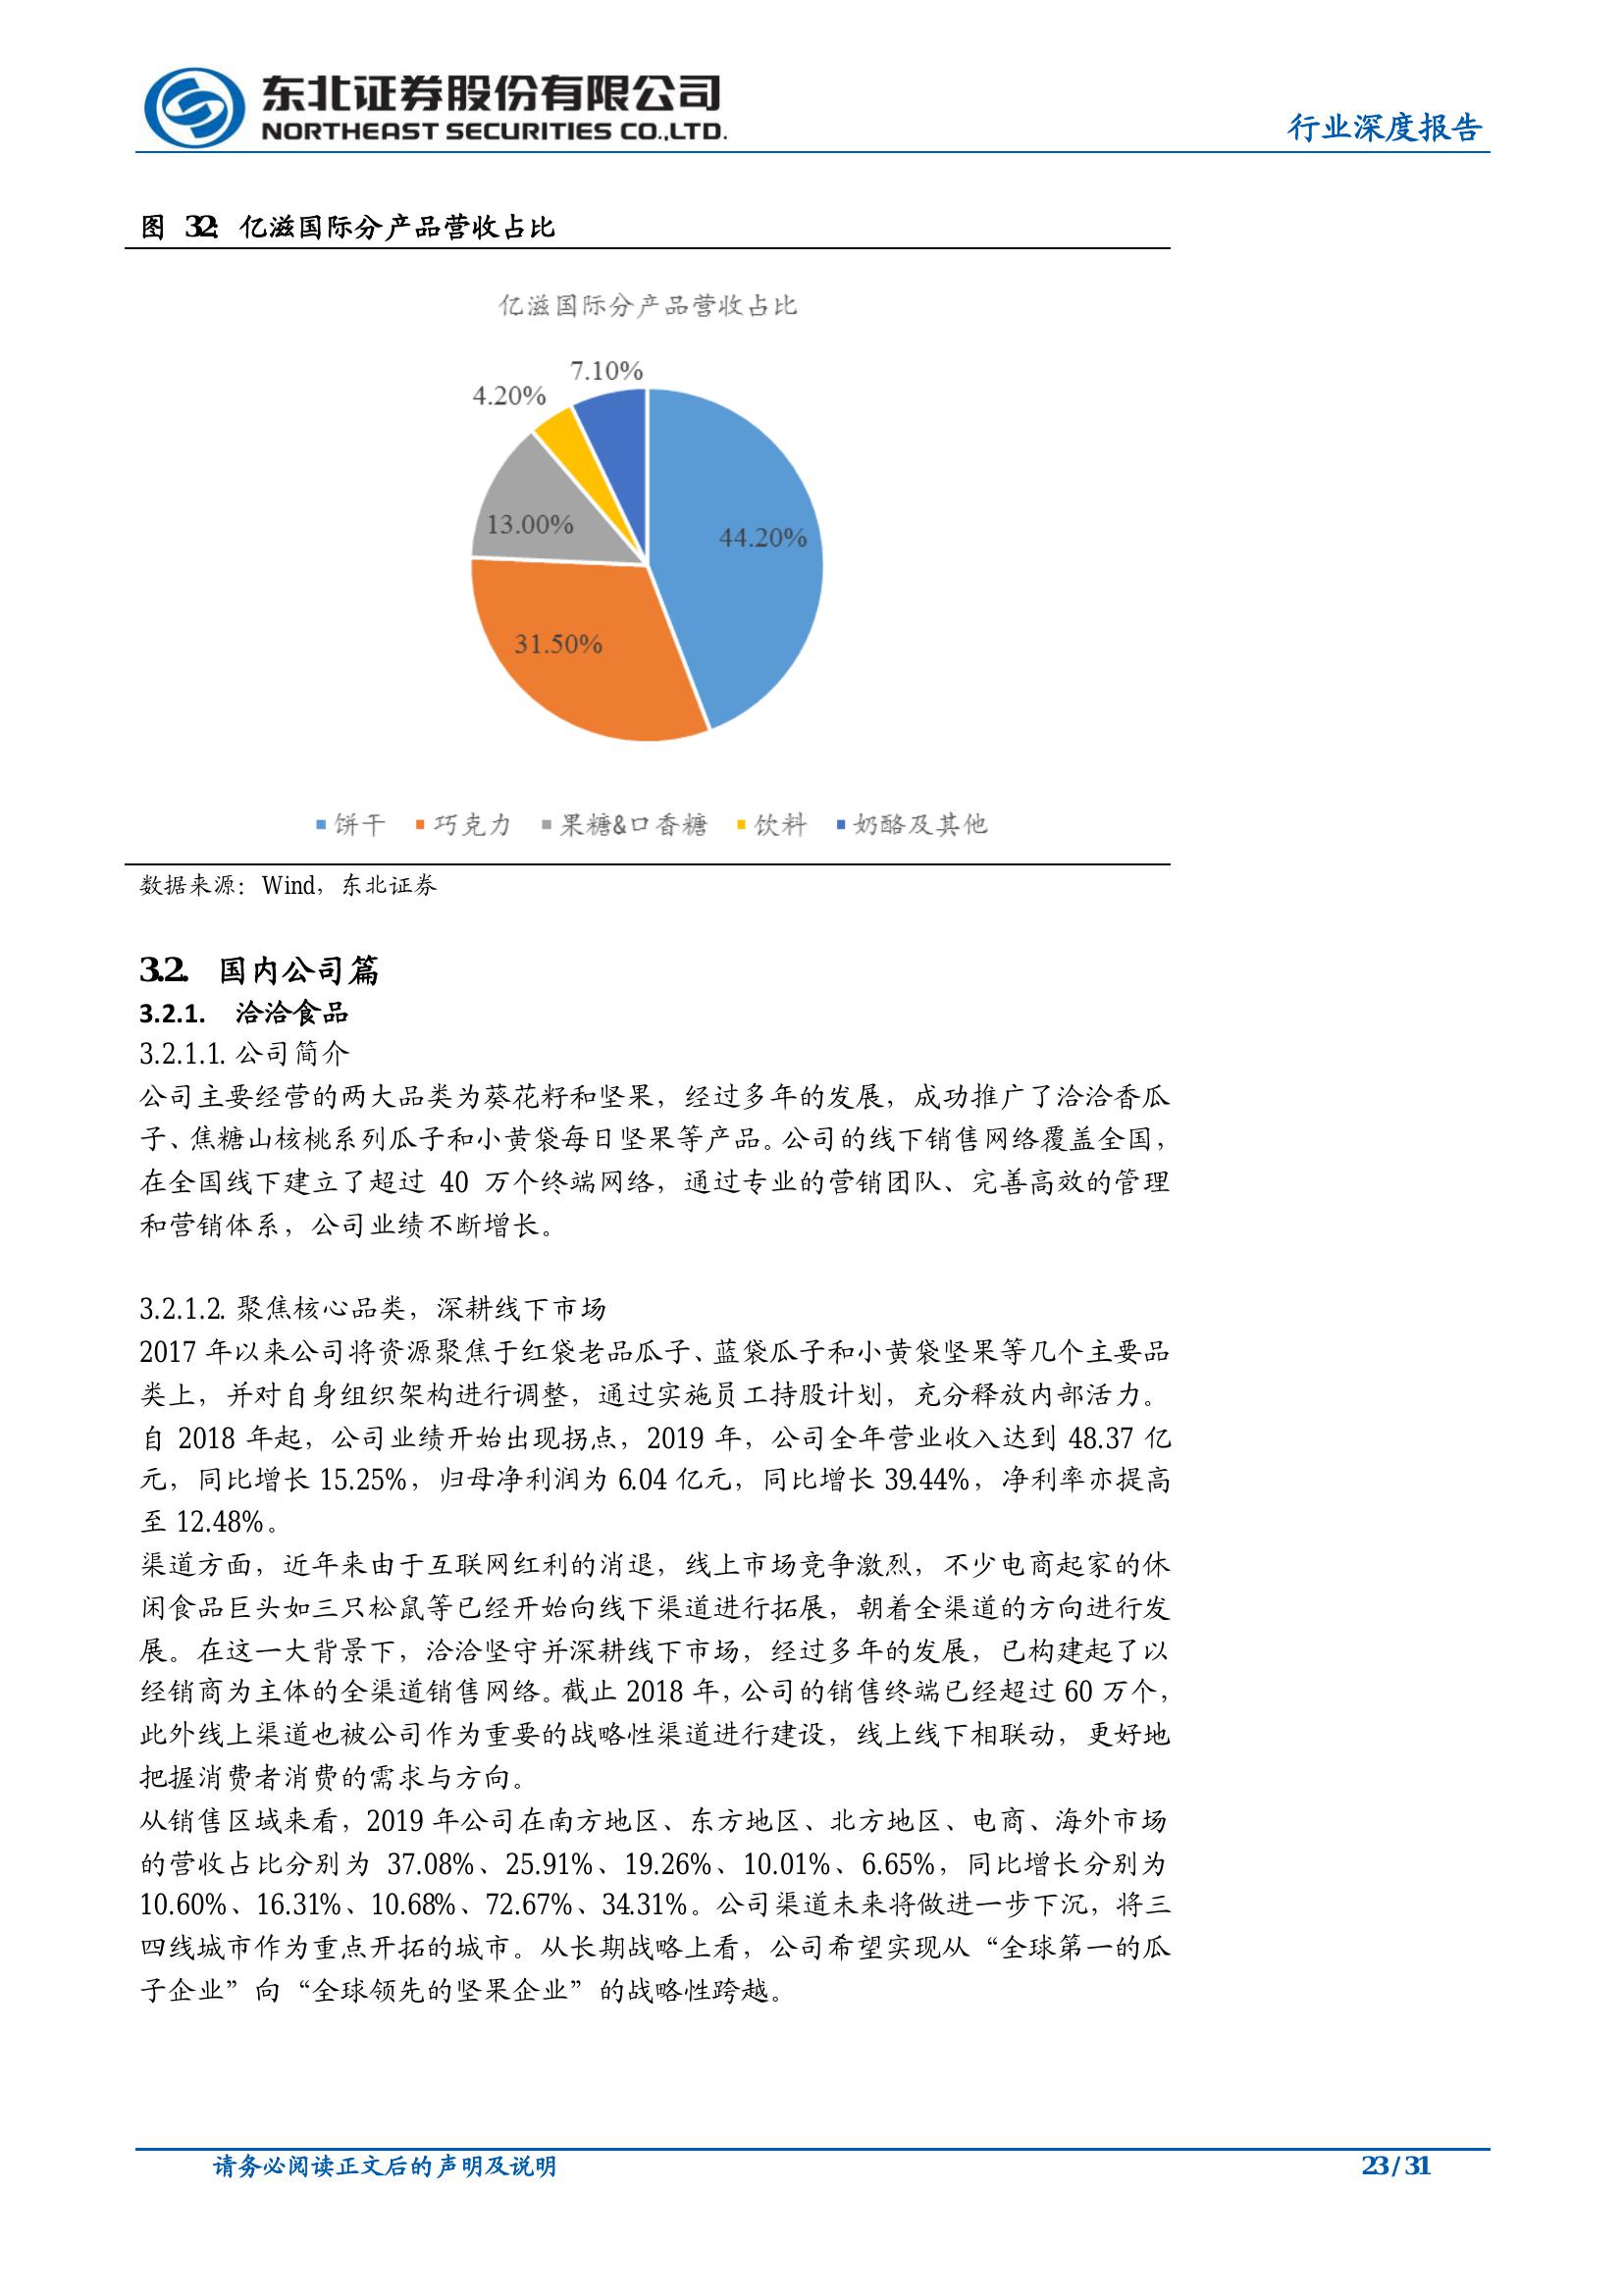 东北证券股份有限公司
NORTHEAST SECURITIES CO.,LTD.
行业深度报告
图 32: 亿滋国际分产品营收占比
亿滋国际分产品营收占比
7.10%
4.20%
13.00%
44.20%
31.50%
饼干 巧克力 果糖&口香糖 饮料 奶酪及其他
数据来源：Wind，东北证券
3.2. 国内公司篇
3.2.1. 洽洽食品
3.2.1.1. 公司简介
公司主要经营的两大品类为葵花籽和坚果，经过多年的发展，成功推广了洽洽香瓜
子、焦糖山核桃系列瓜子和小黄袋每日坚果等产品。公司的线下销售网络覆盖全国，
在全国线下建立了超过 40 万个终端网络，通过专业的营销团队、完善高效的管理
和营销体系，公司业绩不断增长。
3.2.1.2. 聚焦核心品类，深耕线下市场
2017 年以来公司将资源聚焦于红袋老品瓜子、蓝袋瓜子和小黄袋坚果等几个主要品
类上，并对自身组织架构进行调整，通过实施员工持股计划，充分释放内部活力。
自 2018 年起，公司业绩开始出现拐点，2019 年，公司全年营业收入达到 48.37 亿
元，同比增长 15.25%，归母净利润为 6.04 亿元，同比增长 39.44%，净利率亦提高
至 12.48%。
渠道方面，近年来由于互联网红利的消退，线上市场竞争激烈，不少电商起家的休
闲食品巨头如三只松鼠等已经开始向线下渠道进行拓展，朝着全渠道的方向进行发
展。在这一大背景下，洽洽坚守并深耕线下市场，经过多年的发展，已构建起了以
经销商为主体的全渠道销售网络。截止 2018 年，公司的销售终端已经超过 60 万个，
此外线上渠道也被公司作为重要的战略性渠道进行建设，线上线下相联动，更好地
把握消费者消费的需求与方向。
从销售区域来看，2019 年公司在南方地区、东方地区、北方地区、电商、海外市场
的营收占比分别为 37.08%、25.91%、19.26%、10.01%、6.65%，同比增长分别为
10.60%、16.31%、10.68%、72.67%、34.31%。公司渠道未来将做进一步下沉，将三
四线城市作为重点开拓的城市。从长期战略上看，公司希望实现从“全球第一的瓜
子企业”向“全球领先的坚果企业”的战略性跨越。
请务必阅读正文后的声明及说明
23 / 31